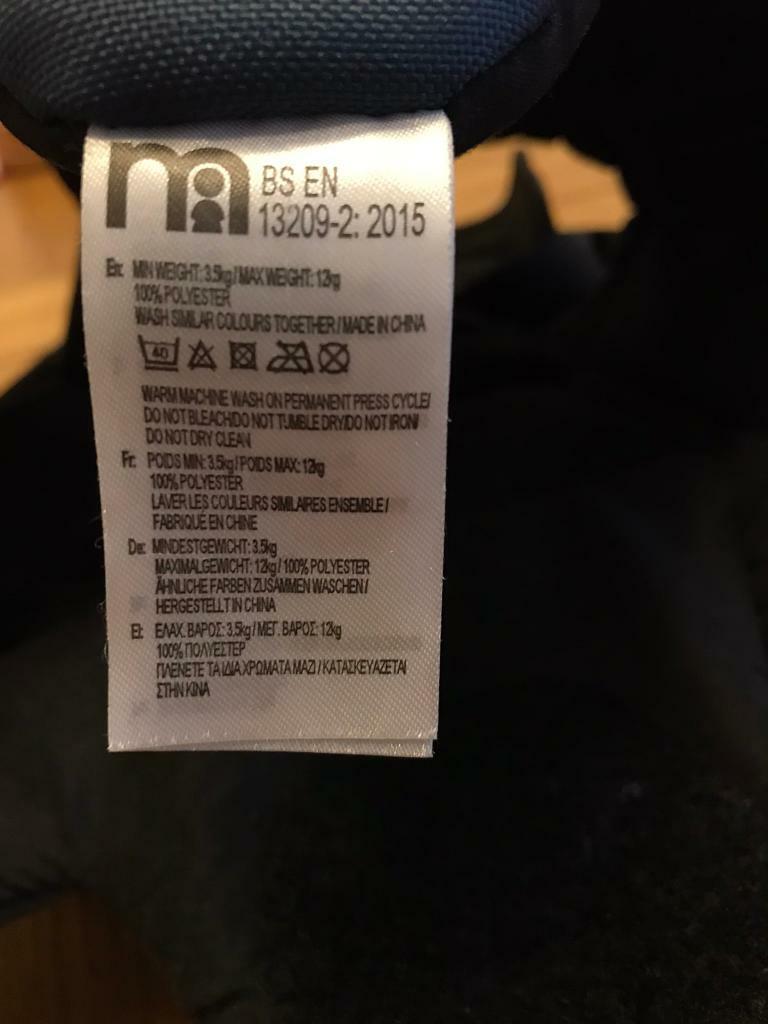 m
BS EN
13209-2: 2015
En: MIN WEIGHT: 3.5kg / MAX WEIGHT: 12kg
100% POLYESTER
WASH SIMILAR COLOURS TOGETHER / MADE IN CHINA
40
WARM MACHINE WASH ON PERMANENT PRESS CYCLE/
DO NOT BLEACH/DO NOT TUMBLE DRY/DO NOT IRON/
DO NOT DRY CLEAN
Fr: POIDS MIN: 3.5kg / POIDS MAX: 12kg
100% POLYESTER
LAVER LES COULEURS SIMILAIRES ENSEMBLE /
FABRIQUÉ EN CHINE
De: MINDESTGEWICHT: 3.5kg
MAXIMALGEWICHT: 12kg / 100% POLYESTER
ÄHNLICHE FARBEN ZUSAMMEN WASCHEN /
HERGESTELLT IN CHINA
El: ΕΛΑΧ. ΒΑΡΟΣ: 3.5kg / ΜΕΓ. ΒΑΡΟΣ: 12kg
100% ΠΟΛΥΕΣΤΕΡ
ΠΛΕΝΕΤΕ ΤΑ ΙΔΙΑ ΧΡΩΜΑΤΑ ΜΑΖΙ / ΚΑΤΑΣΚΕΥΑΖΕΤΑΙ
ΣΤΗΝ ΚΙΝΑ